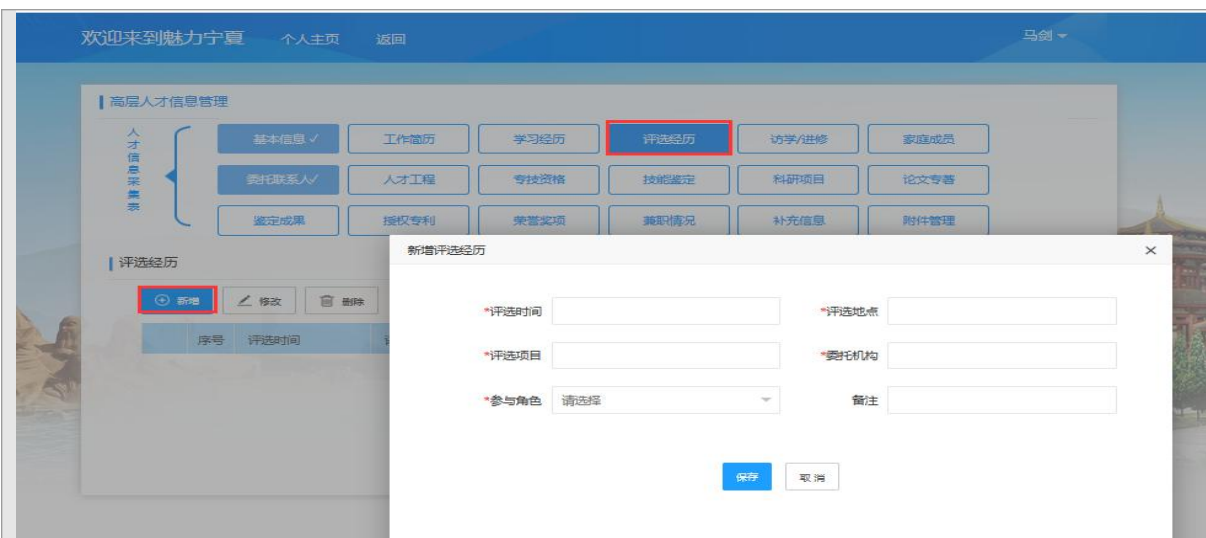 欢迎来到魅力宁夏 个人主页 返回 马剑
高层人才信息管理
人才信息采集表
基本信息✓ 工作简历 学习经历 评选经历 访学/进修 家庭成员
委托联系人✓ 人才工程 专技资格 技能鉴定 科研项目 论文专著
鉴定成果 授权专利 荣誉奖项 兼职情况 补充信息 附件管理
评选经历
新增 修改 删除
序号 评选时间
新增评选经历 ×
*评选时间 *评选地点
*评选项目 *委托机构
*参与角色 请选择 备注
保存 取消